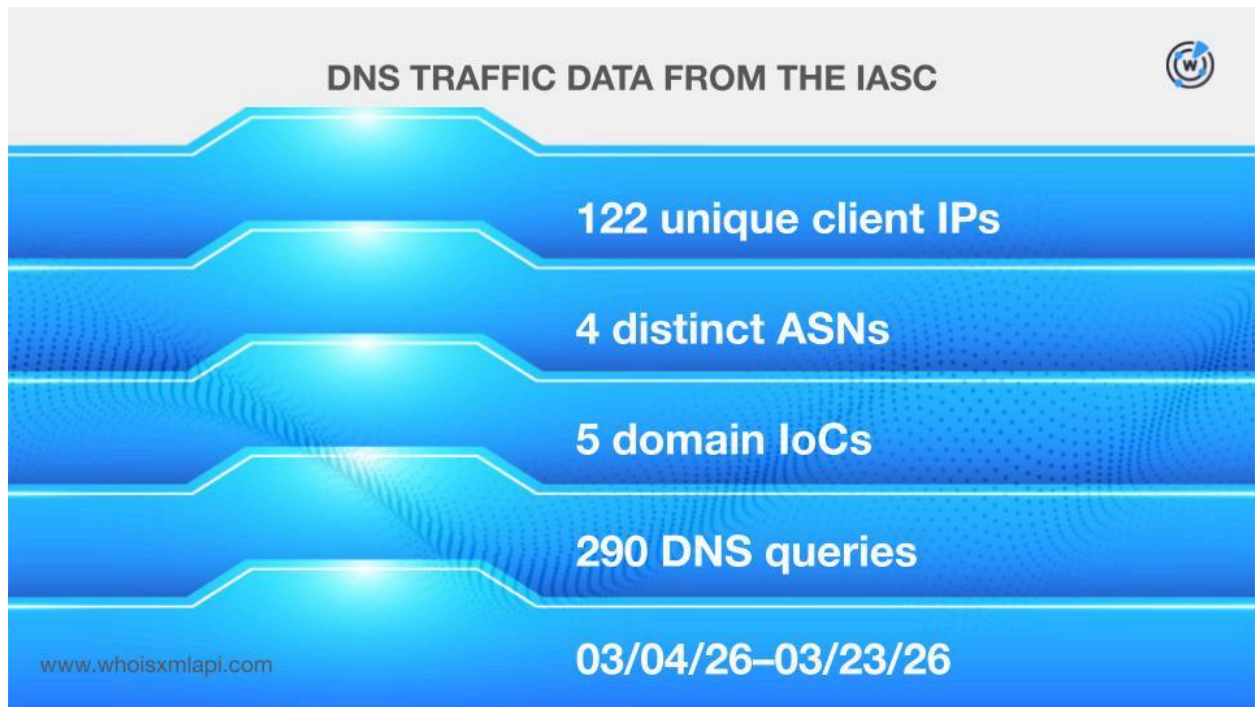 DNS TRAFFIC DATA FROM THE IASC
W
122 unique client IPs
4 distinct ASNs
5 domain IoCs
290 DNS queries
03/04/26–03/23/26
www.whoisxmlapi.com